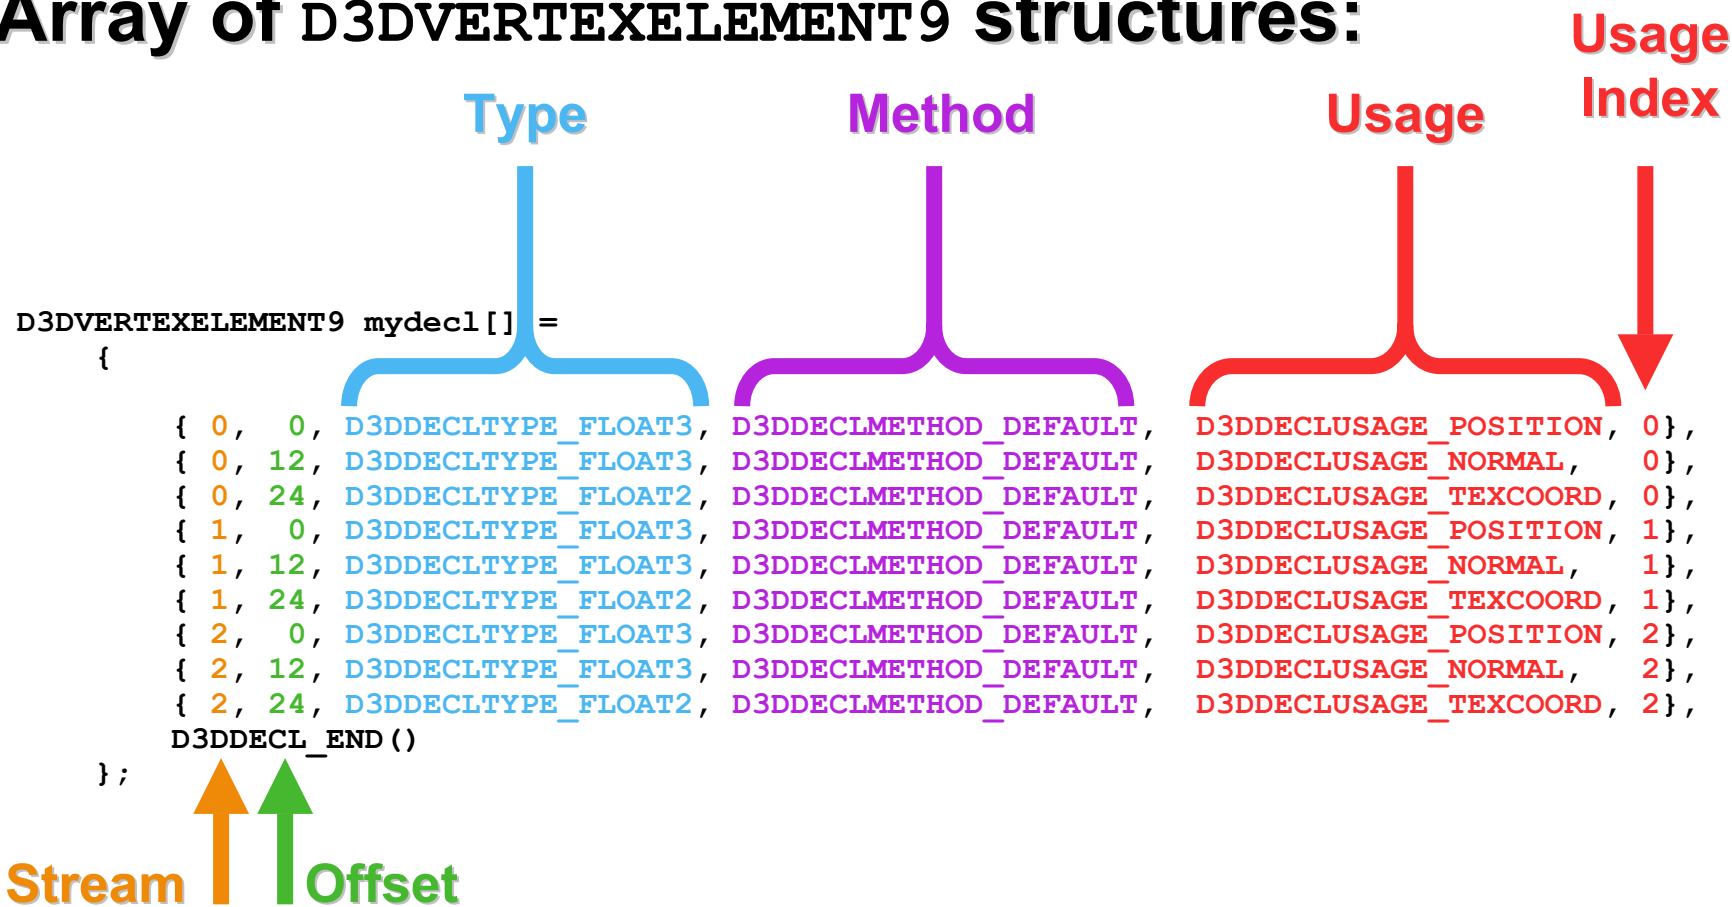 Array of D3DVERTEXELEMENT9 structures:
Usage
Index
Type Method Usage
D3DVERTEXELEMENT9 mydecl[] =
{
{ 0, 0, D3DDECLTYPE_FLOAT3, D3DDECLMETHOD_DEFAULT, D3DDECLUSAGE_POSITION, 0},
{ 0, 12, D3DDECLTYPE_FLOAT3, D3DDECLMETHOD_DEFAULT, D3DDECLUSAGE_NORMAL, 0},
{ 0, 24, D3DDECLTYPE_FLOAT2, D3DDECLMETHOD_DEFAULT, D3DDECLUSAGE_TEXCOORD, 0},
{ 1, 0, D3DDECLTYPE_FLOAT3, D3DDECLMETHOD_DEFAULT, D3DDECLUSAGE_POSITION, 1},
{ 1, 12, D3DDECLTYPE_FLOAT3, D3DDECLMETHOD_DEFAULT, D3DDECLUSAGE_NORMAL, 1},
{ 1, 24, D3DDECLTYPE_FLOAT2, D3DDECLMETHOD_DEFAULT, D3DDECLUSAGE_TEXCOORD, 1},
{ 2, 0, D3DDECLTYPE_FLOAT3, D3DDECLMETHOD_DEFAULT, D3DDECLUSAGE_POSITION, 2},
{ 2, 12, D3DDECLTYPE_FLOAT3, D3DDECLMETHOD_DEFAULT, D3DDECLUSAGE_NORMAL, 2},
{ 2, 24, D3DDECLTYPE_FLOAT2, D3DDECLMETHOD_DEFAULT, D3DDECLUSAGE_TEXCOORD, 2},
D3DDECL_END()
};
Stream Offset